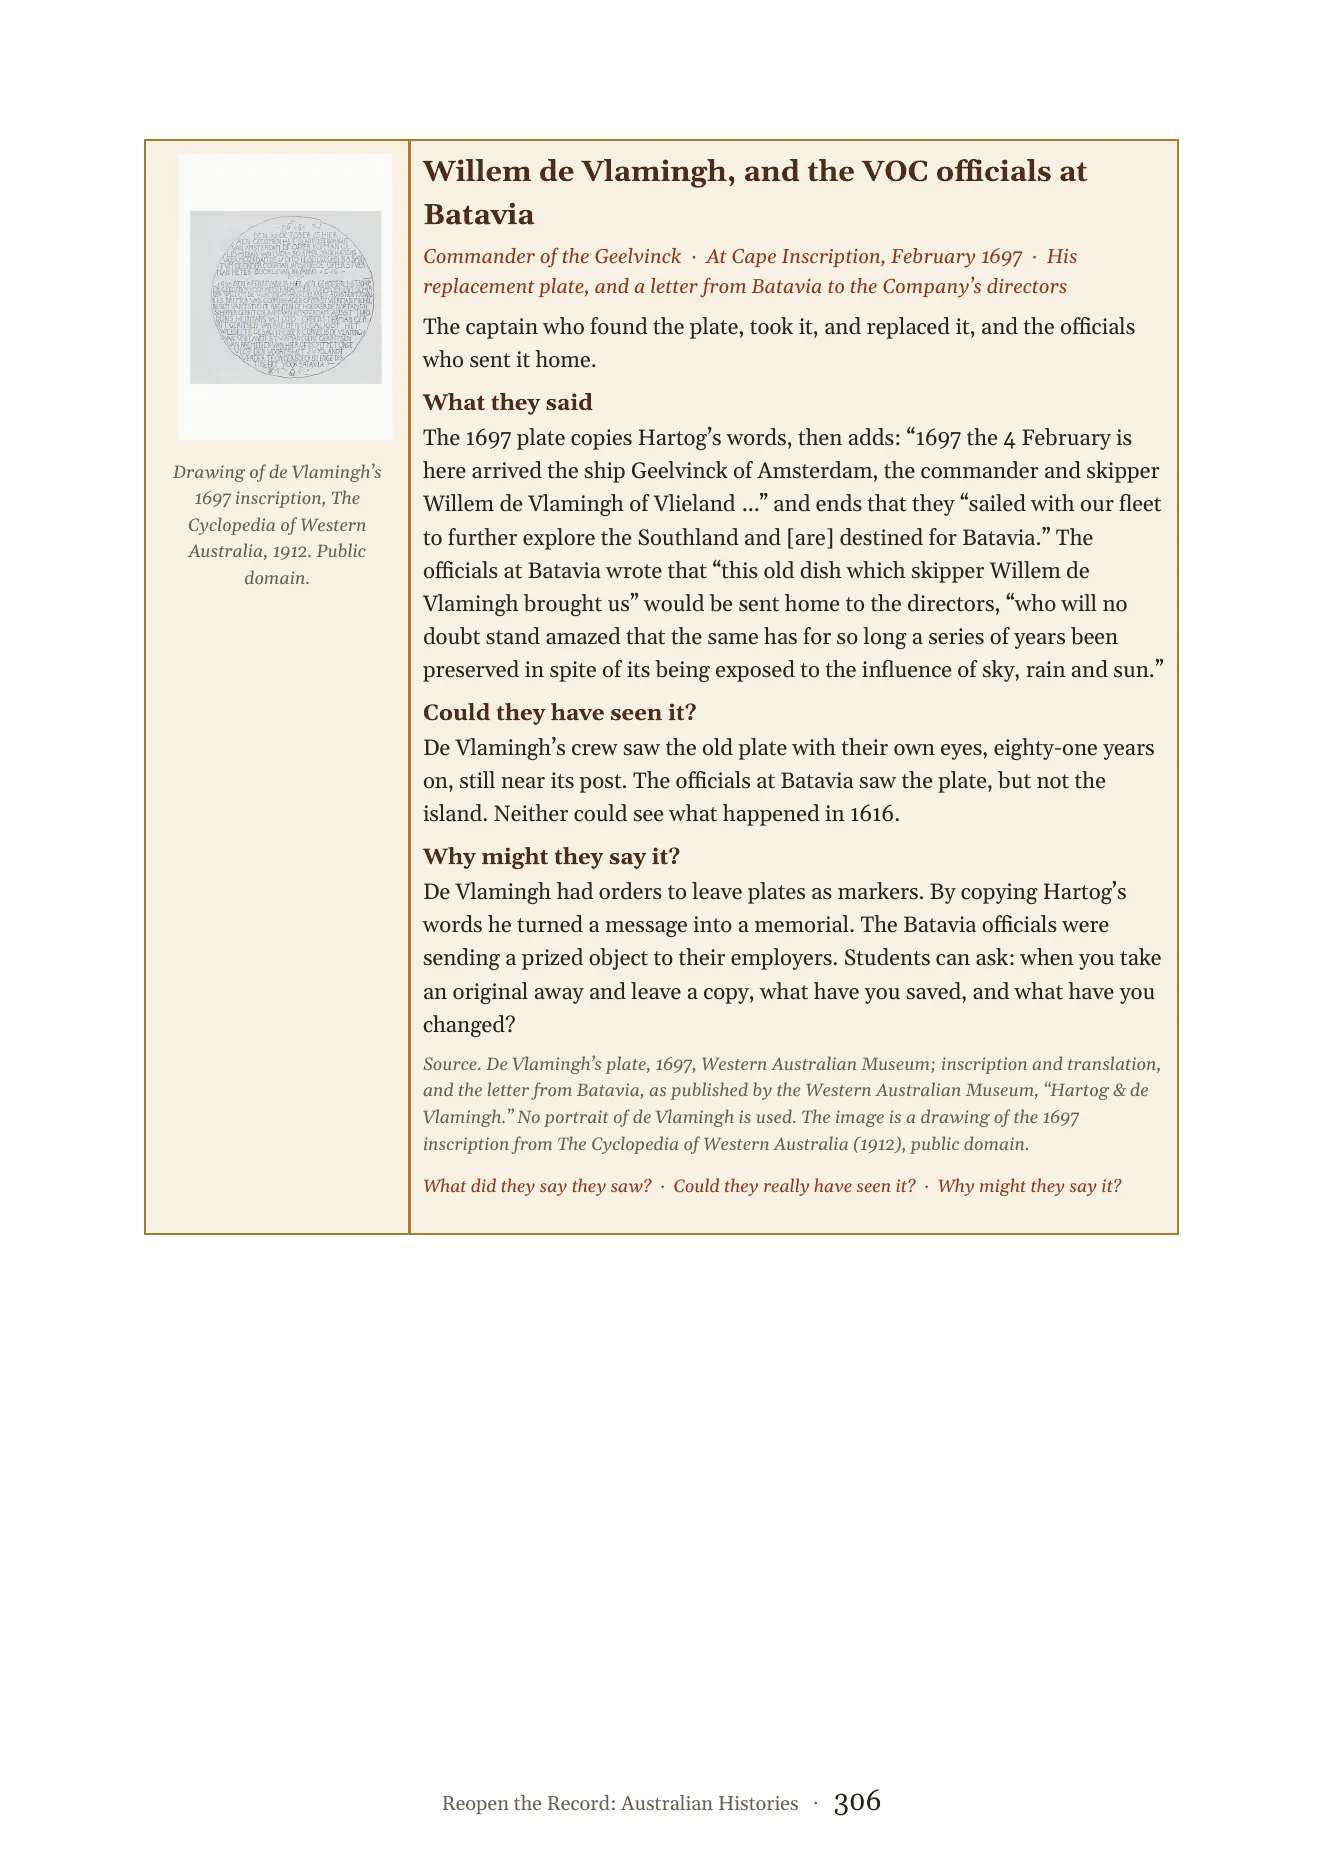 Willem de Vlamingh, and the VOC officials at
Batavia
Commander of the Geelvinck · At Cape Inscription, February 1697 · His
replacement plate, and a letter from Batavia to the Company’s directors
The captain who found the plate, took it, and replaced it, and the officials
who sent it home.
What they said
The 1697 plate copies Hartog’s words, then adds: “1697 the 4 February is
here arrived the ship Geelvinck of Amsterdam, the commander and skipper
Willem de Vlamingh of Vlieland ...” and ends that they “sailed with our fleet
to further explore the Southland and [are] destined for Batavia.” The
officials at Batavia wrote that “this old dish which skipper Willem de
Vlamingh brought us” would be sent home to the directors, “who will no
doubt stand amazed that the same has for so long a series of years been
preserved in spite of its being exposed to the influence of sky, rain and sun.”
Could they have seen it?
De Vlamingh’s crew saw the old plate with their own eyes, eighty-one years
on, still near its post. The officials at Batavia saw the plate, but not the
island. Neither could see what happened in 1616.
Why might they say it?
De Vlamingh had orders to leave plates as markers. By copying Hartog’s
words he turned a message into a memorial. The Batavia officials were
sending a prized object to their employers. Students can ask: when you take
an original away and leave a copy, what have you saved, and what have you
changed?
Source. De Vlamingh’s plate, 1697, Western Australian Museum; inscription and translation,
and the letter from Batavia, as published by the Western Australian Museum, “Hartog & de
Vlamingh.” No portrait of de Vlamingh is used. The image is a drawing of the 1697
inscription from The Cyclopedia of Western Australia (1912), public domain.
What did they say they saw? · Could they really have seen it? · Why might they say it?
Drawing of de Vlamingh’s
1697 inscription, The
Cyclopedia of Western
Australia, 1912. Public
domain.
Reopen the Record: Australian Histories · 306